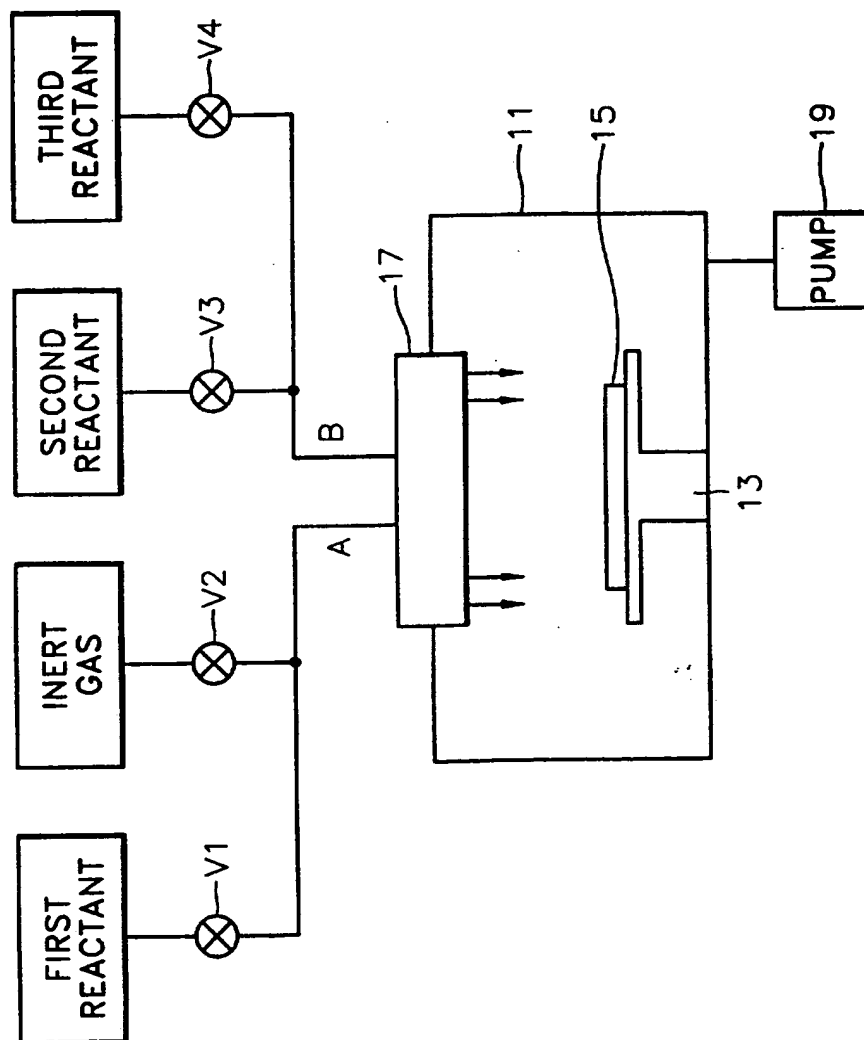 FIRST
REACTANT
INERT
GAS
SECOND
REACTANT
THIRD
REACTANT
V1
V2
V3
V4
A
B
17
11
15
13
PUMP
19